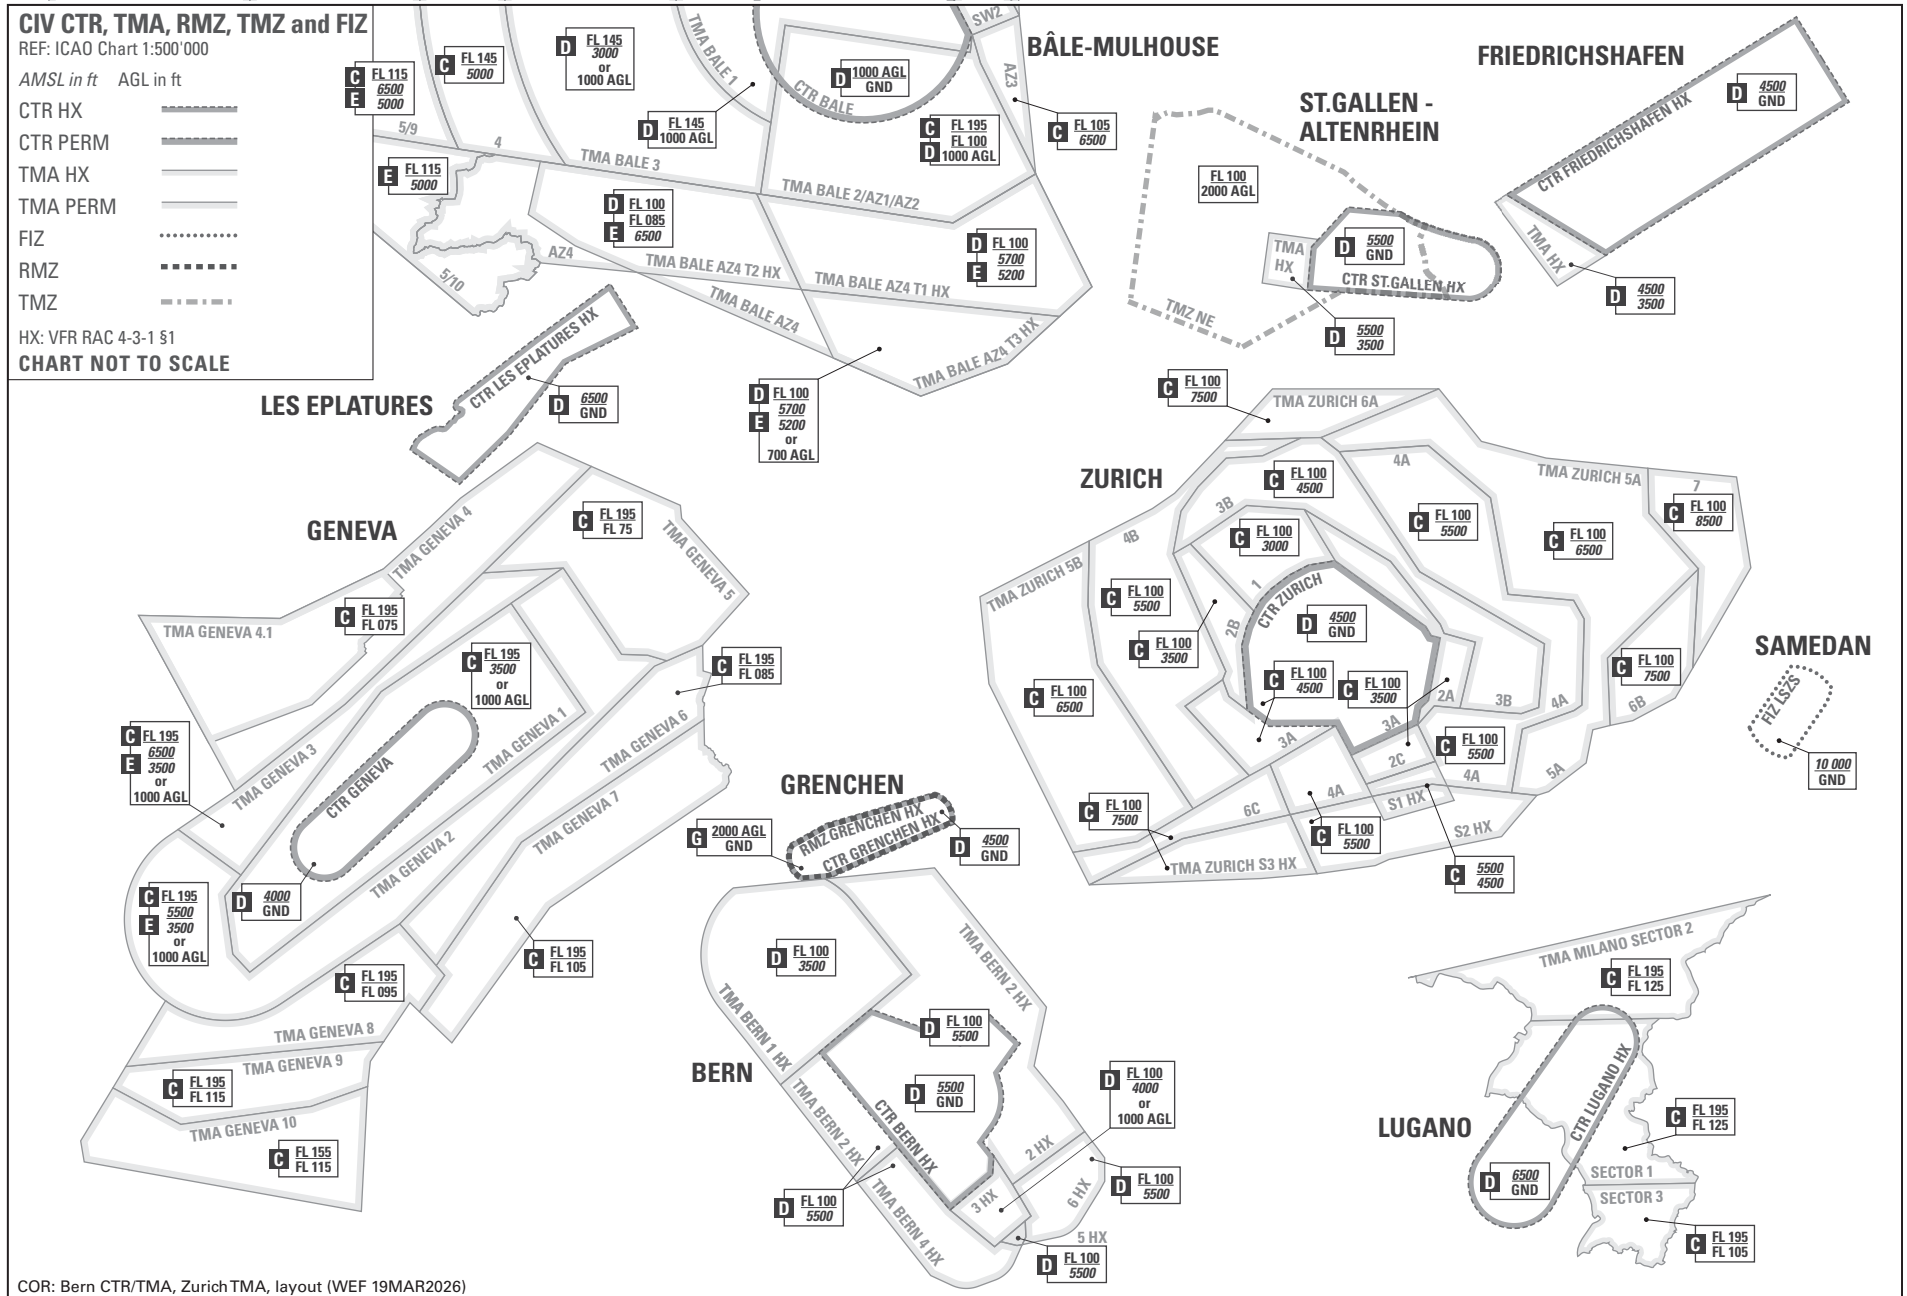 CIV CTR, TMA, RMZ, TMZ and FIZ
REF: ICAO Chart 1:500'000
AMSL in ft AGL in ft
CTR HX
CTR PERM
TMA HX
TMA PERM
FIZ
RMZ
TMZ
HX: VFR RAC 4-3-1 §1
CHART NOT TO SCALE
C FL 115
6500
E 5000
C FL 145
5000
D FL 145
3000
or
1000 AGL
TMA BALE 1
D FL 145
1000 AGL
D 1000 AGL
GND
CTR BALE
SW2
AZ3
BÂLE-MULHOUSE
C FL 195
FL 100
D 1000 AGL
C FL 105
6500
5/9
4
TMA BALE 3
TMA BALE 2/AZ1/AZ2
E FL 115
5000
D FL 100
FL 085
E 6500
D FL 100
5700
E 5200
5/10
AZ4
TMA BALE AZ4 T2 HX
TMA BALE AZ4 T1 HX
TMA BALE AZ4
TMA BALE AZ4 T3 HX
D FL 100
5700
E 5200
or
700 AGL
ST.GALLEN -
ALTENRHEIN
FL 100
2000 AGL
TMZ NE
TMA
HX
D 5500
GND
CTR ST.GALLEN HX
D 5500
3500
FRIEDRICHSHAFEN
D 4500
GND
CTR FRIEDRICHSHAFEN HX
TMA HX
D 4500
3500
LES EPLATURES
CTR LES EPLATURES HX
D 6500
GND
GENEVA
TMA GENEVA 4
C FL 195
FL 75
TMA GENEVA 5
TMA GENEVA 4.1
C FL 195
FL 075
C FL 195
3500
or
1000 AGL
C FL 195
FL 085
C FL 195
6500
E 3500
or
1000 AGL
TMA GENEVA 3
CTR GENEVA
TMA GENEVA 1
TMA GENEVA 6
TMA GENEVA 2
TMA GENEVA 7
C FL 195
5500
E 3500
or
1000 AGL
D 4000
GND
C FL 195
FL 105
C FL 195
FL 095
TMA GENEVA 8
TMA GENEVA 9
C FL 195
FL 115
TMA GENEVA 10
C FL 155
FL 115
ZURICH
C FL 100
7500
TMA ZURICH 6A
4A
TMA ZURICH 5A
7
C FL 100
4500
3B
C FL 100
5500
C FL 100
8500
C FL 100
3000
C FL 100
6500
4B
TMA ZURICH 5B
C FL 100
5500
1
CTR ZURICH
D 4500
GND
2B
C FL 100
3500
C FL 100
4500
C FL 100
3500
C FL 100
7500
2A
3B
4A
6B
C FL 100
6500
3A
3A
C FL 100
5500
2C
4A
5A
C FL 100
7500
6C
4A
S1 HX
S2 HX
C FL 100
5500
TMA ZURICH S3 HX
C 5500
4500
SAMEDAN
FIZ LSZS
10 000
GND
GRENCHEN
G 2000 AGL
GND
RMZ GRENCHEN HX
CTR GRENCHEN HX
D 4500
GND
BERN
D FL 100
3500
TMA BERN 2 HX
TMA BERN 1 HX
D FL 100
5500
D 5500
GND
CTR BERN HX
TMA BERN 2 HX
D FL 100
4000
or
1000 AGL
2 HX
D FL 100
5500
D FL 100
5500
TMA BERN 4 HX
3 HX
6 HX
5 HX
D FL 100
5500
LUGANO
TMA MILANO SECTOR 2
C FL 195
FL 125
CTR LUGANO HX
C FL 195
FL 125
D 6500
GND
SECTOR 1
SECTOR 3
C FL 195
FL 105
COR: Bern CTR/TMA, Zurich TMA, layout (WEF 19MAR2026)